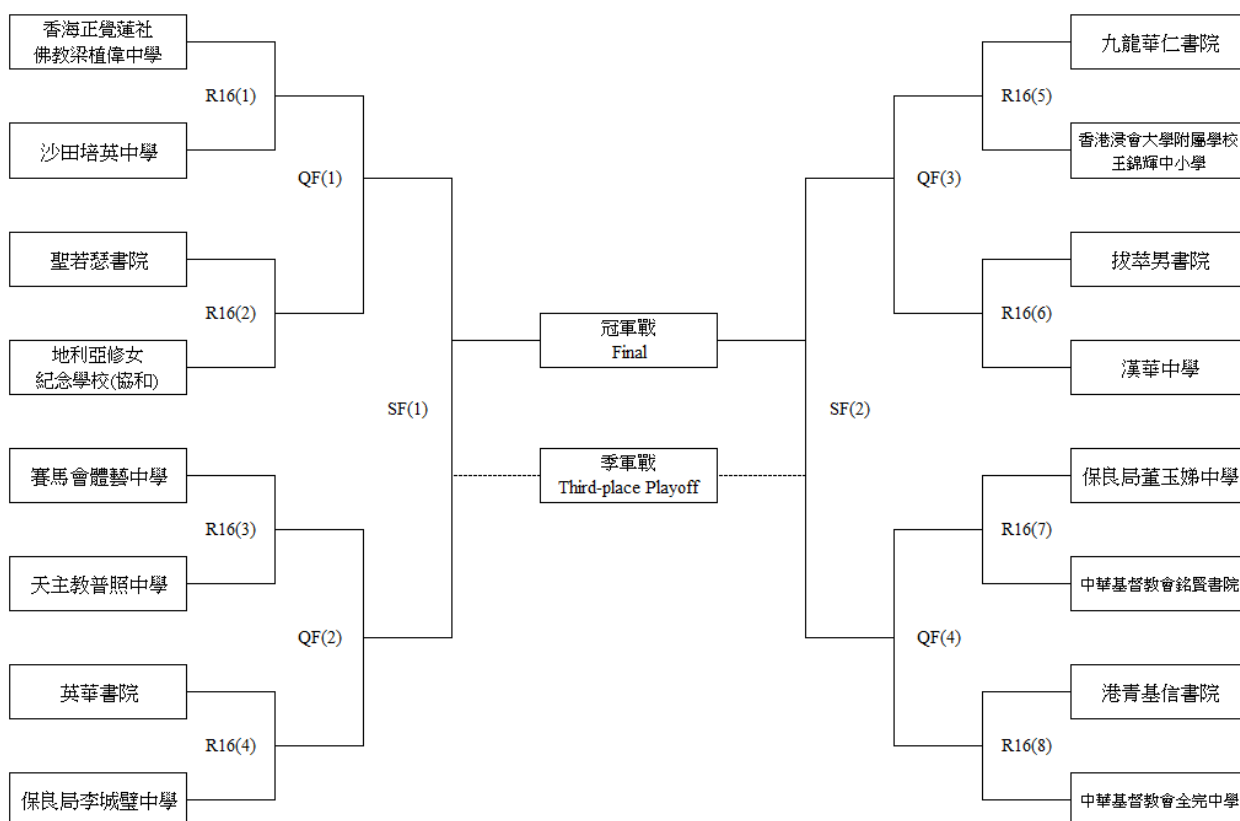 香海正覺蓮社
佛教梁植偉中學
R16(1)
沙田培英中學
QF(1)
聖若瑟書院
R16(2)
地利亞修女
紀念學校(協和)
SF(1)
賽馬會體藝中學
R16(3)
天主教普照中學
QF(2)
英華書院
R16(4)
保良局李城璧中學
冠軍戰
Final
季軍戰
Third-place Playoff
九龍華仁書院
R16(5)
香港浸會大學附屬學校
王錦輝中小學
QF(3)
拔萃男書院
R16(6)
漢華中學
SF(2)
保良局董玉娣中學
R16(7)
中華基督教會銘賢書院
QF(4)
港青基信書院
R16(8)
中華基督教會全完中學